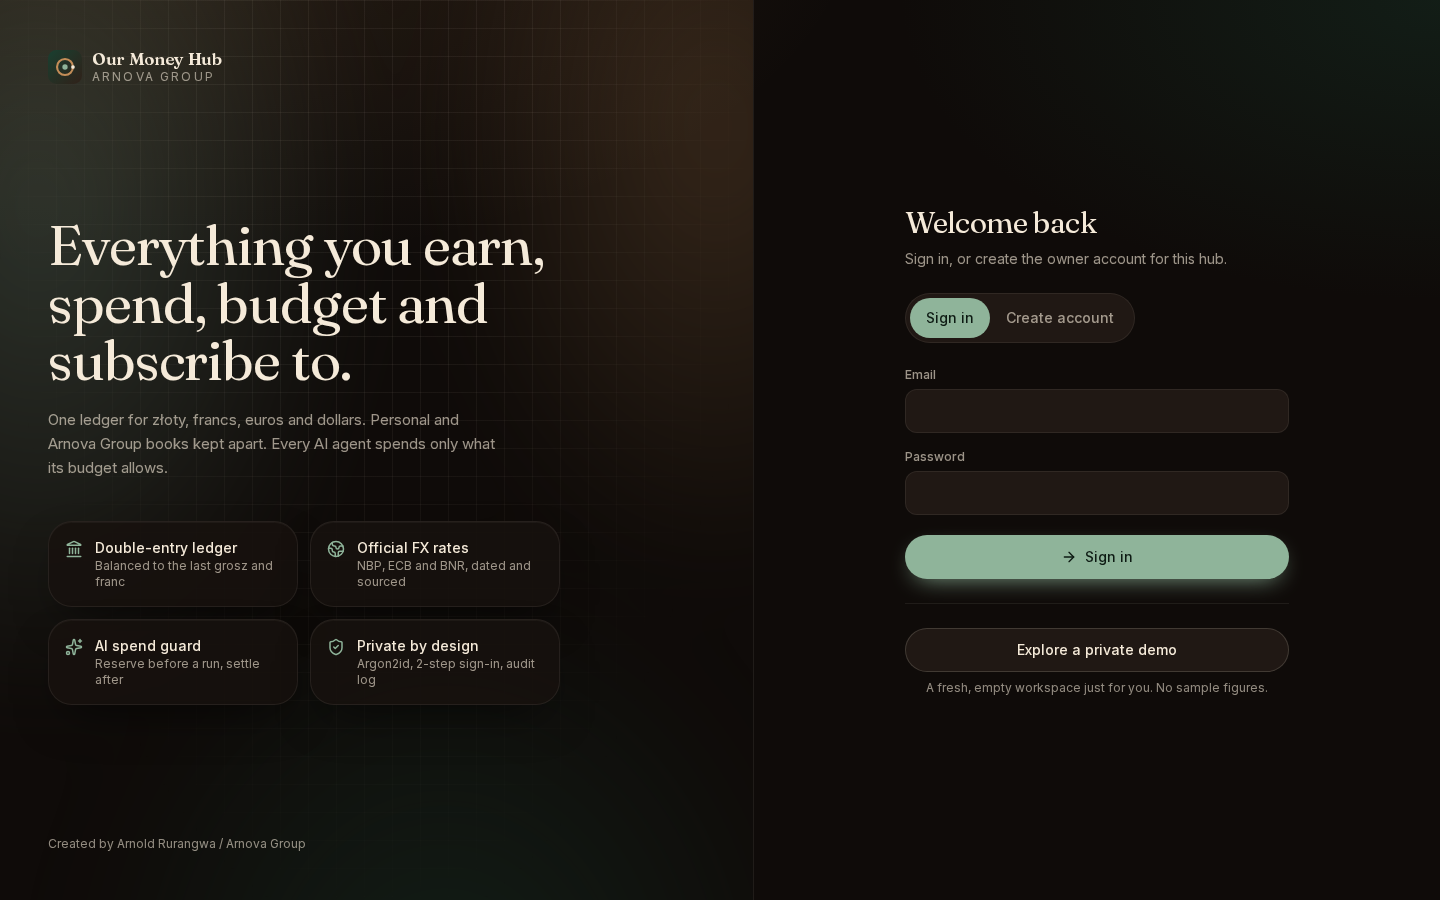 Our Money Hub
ARNOVA GROUP
Everything you earn,
spend, budget and
subscribe to.
One ledger for złoty, francs, euros and dollars. Personal and
Arnova Group books kept apart. Every AI agent spends only what
its budget allows.
Double-entry ledger
Balanced to the last grosz and
franc
Official FX rates
NBP, ECB and BNR, dated and
sourced
AI spend guard
Reserve before a run, settle
after
Private by design
Argon2id, 2-step sign-in, audit
log
Created by Arnold Rurangwa / Arnova Group
Welcome back
Sign in, or create the owner account for this hub.
Sign in
Create account
Email
Password
Sign in
Explore a private demo
A fresh, empty workspace just for you. No sample figures.